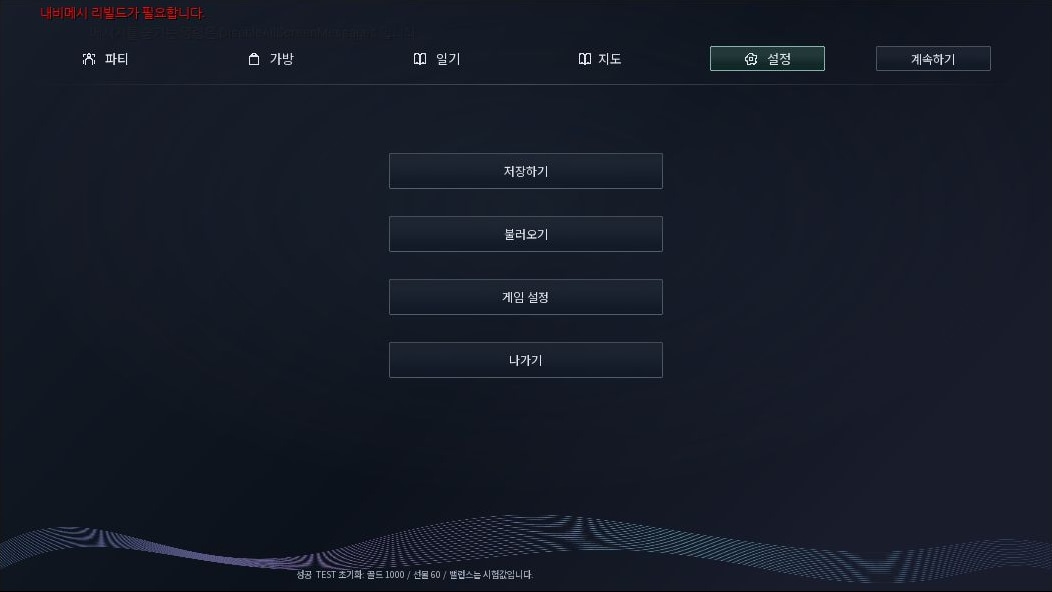 내비메시 리빌드가 필요합니다.
파티
가방
일기
지도
설정
계속하기
저장하기
불러오기
게임 설정
나가기
성공 TEST 초기화: 골드 1000 / 선물 60 / 밸런스는 시험값입니다.